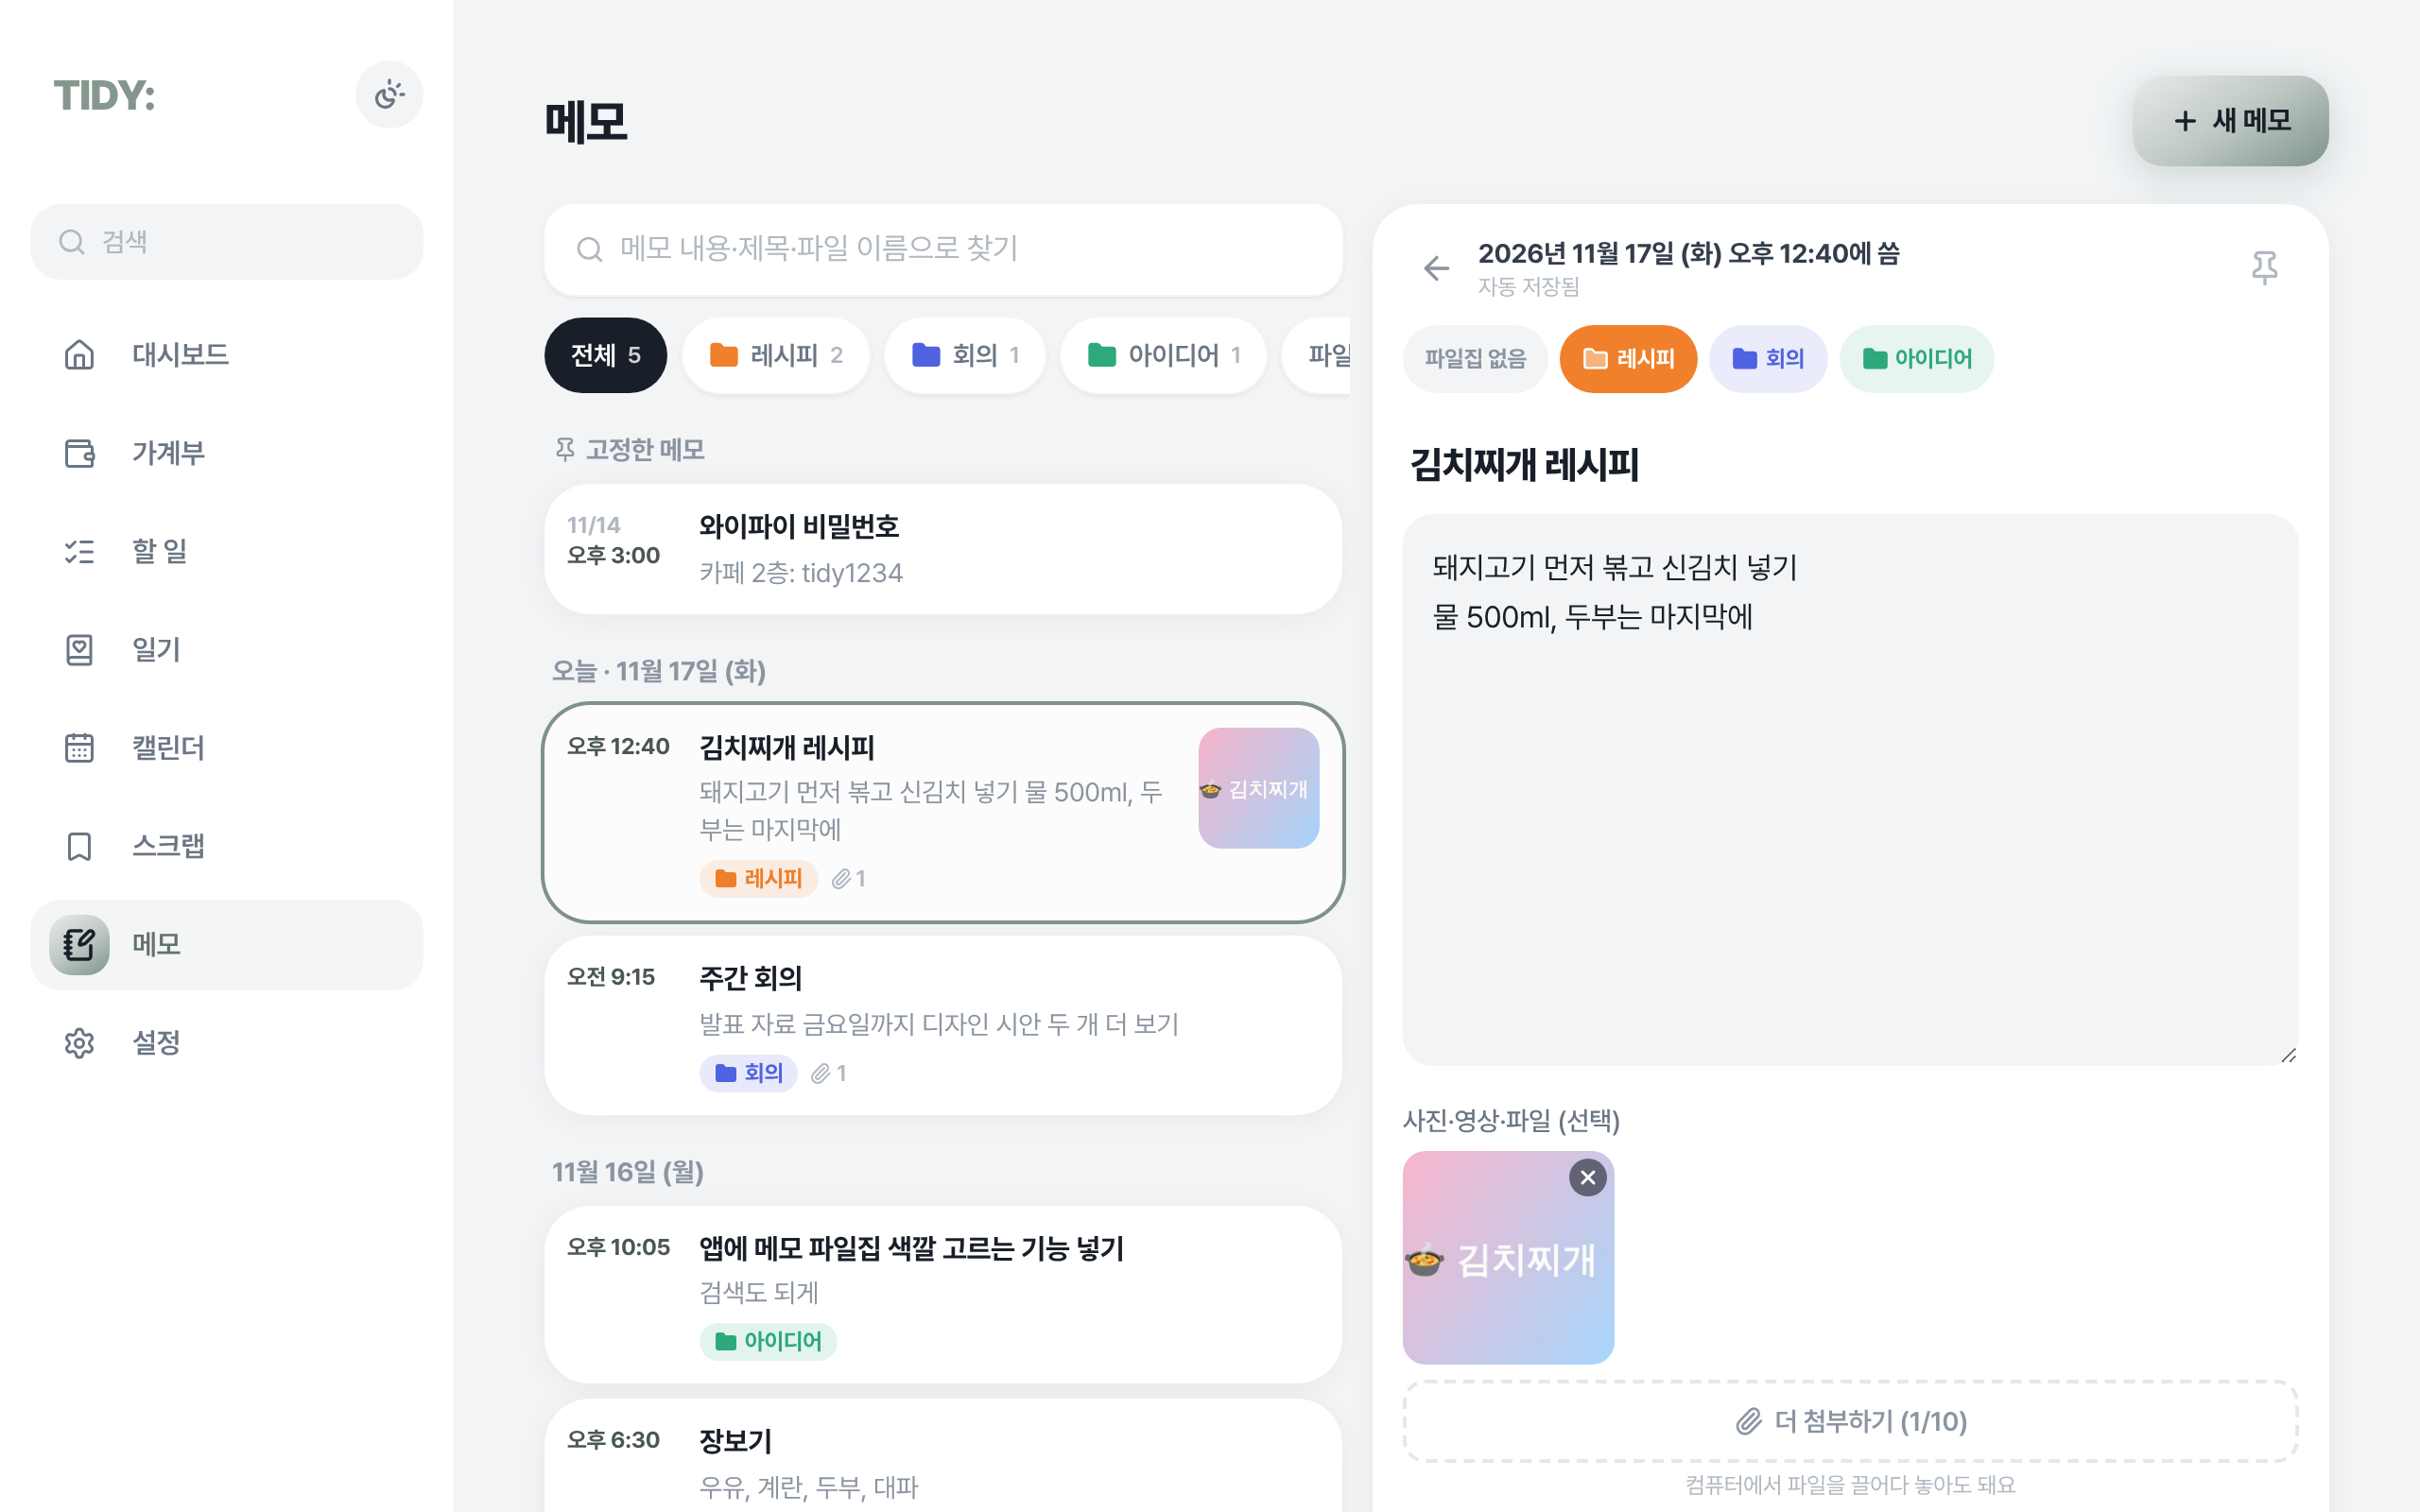 TIDY:
검색
대시보드
가계부
할 일
일기
캘린더
스크랩
메모
설정
메모
새 메모
메모 내용·제목·파일 이름으로 찾기
전체 5
레시피 2
회의 1
아이디어 1
파일
고정한 메모
11/14
오후 3:00
와이파이 비밀번호
카페 2층: tidy1234
오늘 · 11월 17일 (화)
오후 12:40
김치찌개 레시피
돼지고기 먼저 볶고 신김치 넣기 물 500ml, 두
부는 마지막에
레시피
1
김치찌개
오전 9:15
주간 회의
발표 자료 금요일까지 디자인 시안 두 개 더 보기
회의
1
11월 16일 (월)
오후 10:05
앱에 메모 파일집 색깔 고르는 기능 넣기
검색도 되게
아이디어
오후 6:30
장보기
우유, 계란, 두부, 대파
2026년 11월 17일 (화) 오후 12:40에 씀
자동 저장됨
파일집 없음
레시피
회의
아이디어
김치찌개 레시피
돼지고기 먼저 볶고 신김치 넣기
물 500ml, 두부는 마지막에
사진·영상·파일 (선택)
김치찌개
더 첨부하기 (1/10)
컴퓨터에서 파일을 끌어다 놓아도 돼요